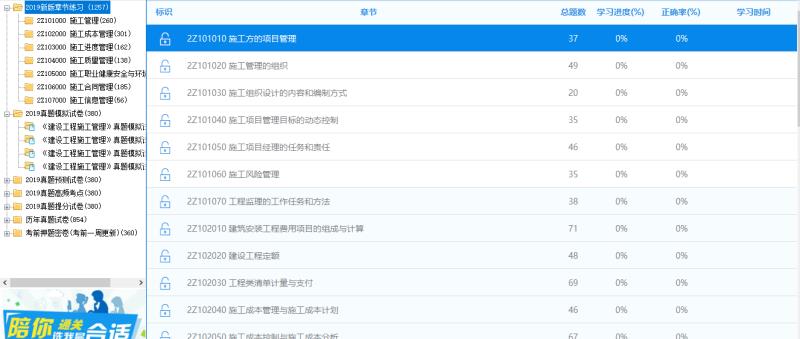 2019新版章节练习 (1257)
2Z101000 施工管理(260)
2Z102000 施工成本管理(301)
2Z103000 施工进度管理(162)
2Z104000 施工质量管理(138)
2Z105000 施工职业健康安全与环
2Z106000 施工合同管理(185)
2Z107000 施工信息管理(56)
2019真题模拟试卷(380)
《建设工程施工管理》真题模拟试
《建设工程施工管理》真题模拟试
《建设工程施工管理》真题模拟试
《建设工程施工管理》真题模拟试
2019真题预测试卷(380)
2019真题高频考点(380)
2019真题提分试卷(380)
历年真题试卷(854)
考前押题密卷(考前一周更新)(360)
陪你 通关
合话
标识 章节 总题数 学习进度(%) 正确率(%) 学习时间
2Z101010 施工方的项目管理 37 0% 0%
2Z101020 施工管理的组织 49 0% 0%
2Z101030 施工组织设计的内容和编制方式 20 0% 0%
2Z101040 施工项目管理目标的动态控制 35 0% 0%
2Z101050 施工项目经理的任务和责任 46 0% 0%
2Z101060 施工风险管理 35 0% 0%
2Z101070 工程监理的工作任务和方法 38 0% 0%
2Z102010 建筑安装工程费用项目的组成与计算 71 0% 0%
2Z102020 建设工程定额 48 0% 0%
2Z102030 工程类清单计量与支付 69 0% 0%
2Z102040 施工成本管理与施工成本计划 46 0% 0%
2Z102050 施工成本控制与施工成本分析 38 0% 0%